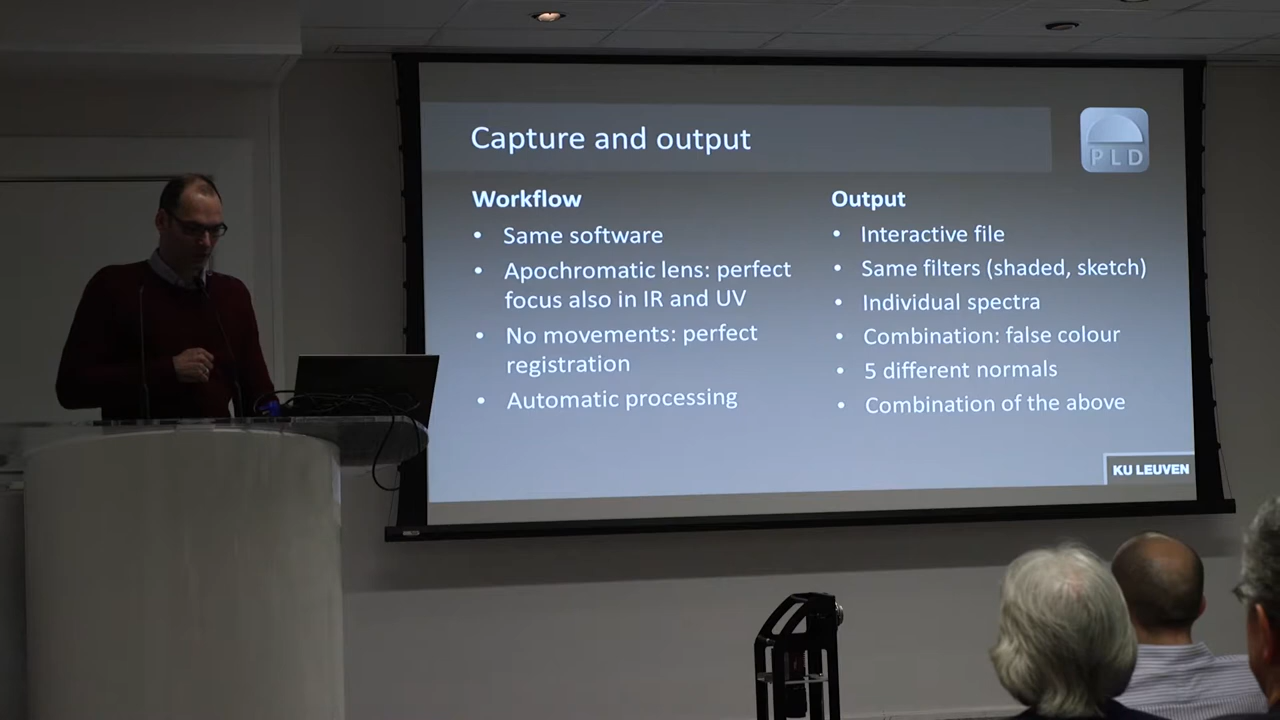 Capture and output
PLD
Workflow
• Same software
• Apochromatic lens: perfect
focus also in IR and UV
• No movements: perfect
registration
• Automatic processing
Output
• Interactive file
• Same filters (shaded, sketch)
• Individual spectra
• Combination: false colour
• 5 different normals
• Combination of the above
KU LEUVEN